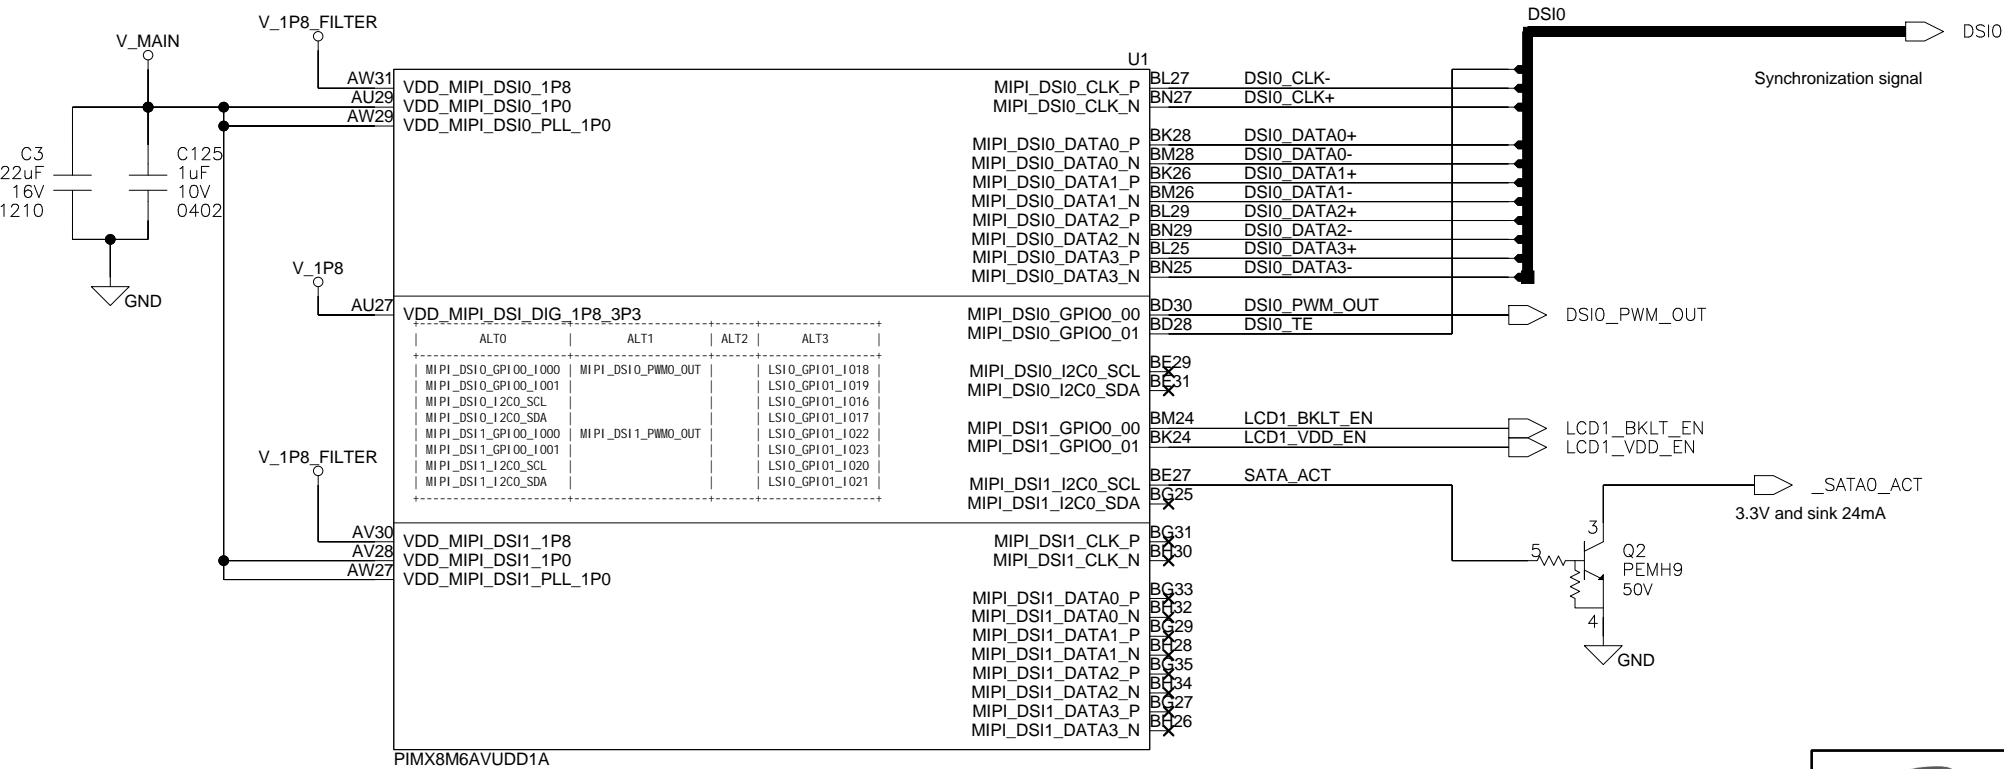 DSI0
V_1P8_FILTER
DSI0
V_MAIN
U1
Synchronization signal
AW31 VDD_MIPI_DSI0_1P8 MIPI_DSI0_CLK_P BL27 DSI0_CLK-
AU29 VDD_MIPI_DSI0_1P0 MIPI_DSI0_CLK_N BN27 DSI0_CLK+
AW29 VDD_MIPI_DSI0_PLL_1P0
MIPI_DSI0_DATA0_P BK28 DSI0_DATA0+
MIPI_DSI0_DATA0_N BM28 DSI0_DATA0-
MIPI_DSI0_DATA1_P BK26 DSI0_DATA1+
MIPI_DSI0_DATA1_N BM26 DSI0_DATA1-
MIPI_DSI0_DATA2_P BL29 DSI0_DATA2+
MIPI_DSI0_DATA2_N BN29 DSI0_DATA2-
MIPI_DSI0_DATA3_P BL25 DSI0_DATA3+
MIPI_DSI0_DATA3_N BN25 DSI0_DATA3-
C3
22uF
16V
1210
C125
1uF
10V
0402
GND
V_1P8
AU27 VDD_MIPI_DSI_DIG_1P8_3P3
MIPI_DSI0_GPIO0_00 BD30 DSI0_PWM_OUT DSI0_PWM_OUT
MIPI_DSI0_GPIO0_01 BD28 DSI0_TE
ALT0 | ALT1 | ALT2 | ALT3
MIPI_DSI0_GPIO0_IO00 | MIPI_DSI0_PWM0_OUT | | LSIO_GPIO1_IO18
MIPI_DSI0_GPIO0_IO01 | | | LSIO_GPIO1_IO19
MIPI_DSI0_I2C0_SCL | | | LSIO_GPIO1_IO16
MIPI_DSI0_I2C0_SDA | | | LSIO_GPIO1_IO17
MIPI_DSI1_GPIO0_IO00 | MIPI_DSI1_PWM0_OUT | | LSIO_GPIO1_IO22
MIPI_DSI1_GPIO0_IO01 | | | LSIO_GPIO1_IO23
MIPI_DSI1_I2C0_SCL | | | LSIO_GPIO1_IO20
MIPI_DSI1_I2C0_SDA | | | LSIO_GPIO1_IO21
MIPI_DSI0_I2C0_SCL BE29
MIPI_DSI0_I2C0_SDA BE31
MIPI_DSI1_GPIO0_00 BM24 LCD1_BKLT_EN LCD1_BKLT_EN
MIPI_DSI1_GPIO0_01 BK24 LCD1_VDD_EN LCD1_VDD_EN
MIPI_DSI1_I2C0_SCL BE27 SATA_ACT _SATA0_ACT
MIPI_DSI1_I2C0_SDA BG25
3.3V and sink 24mA
V_1P8_FILTER
AV30 VDD_MIPI_DSI1_1P8 MIPI_DSI1_CLK_P BG31
AV28 VDD_MIPI_DSI1_1P0 MIPI_DSI1_CLK_N BH30
AW27 VDD_MIPI_DSI1_PLL_1P0
MIPI_DSI1_DATA0_P BG33
MIPI_DSI1_DATA0_N BH32
MIPI_DSI1_DATA1_P BG29
MIPI_DSI1_DATA1_N BH28
MIPI_DSI1_DATA2_P BG35
MIPI_DSI1_DATA2_N BH34
MIPI_DSI1_DATA3_P BG27
MIPI_DSI1_DATA3_N BH26
3
5
Q2
PEMH9
50V
4
GND
PIMX8M6AVUDD1A